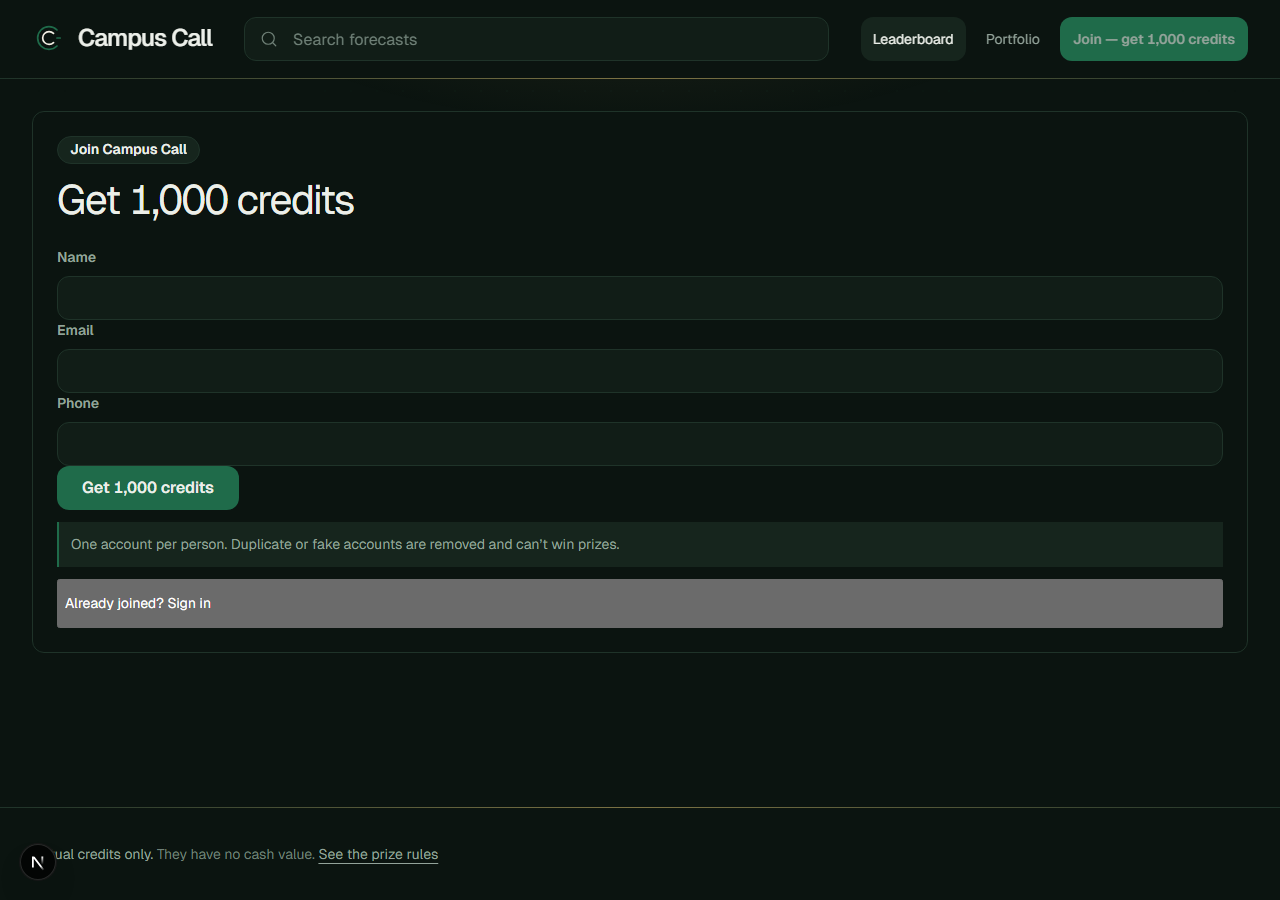 Campus Call
Search forecasts
Leaderboard
Portfolio
Join — get 1,000 credits
Join Campus Call
Get 1,000 credits
Name
Email
Phone
Get 1,000 credits
One account per person. Duplicate or fake accounts are removed and can't win prizes.
Already joined? Sign in
credits only. They have no cash value. See the prize rules